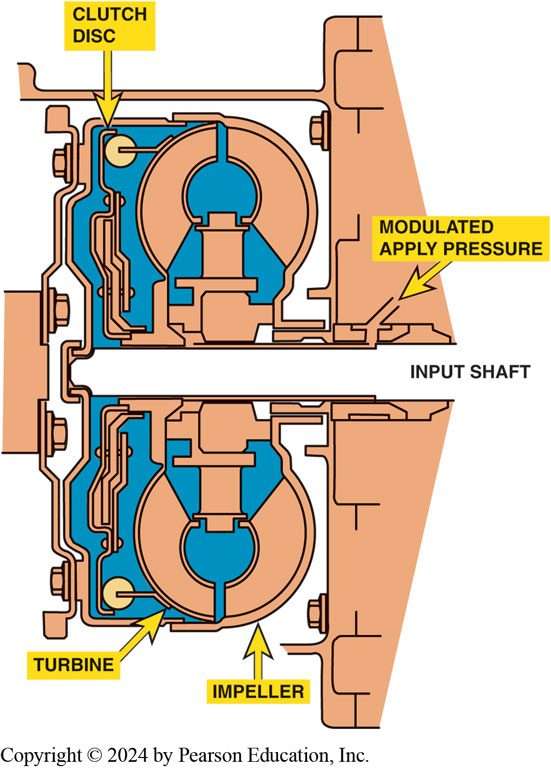 CLUTCH
DISC
MODULATED
APPLY PRESSURE
INPUT SHAFT
TURBINE
IMPELLER
Copyright © 2024 by Pearson Education, Inc.